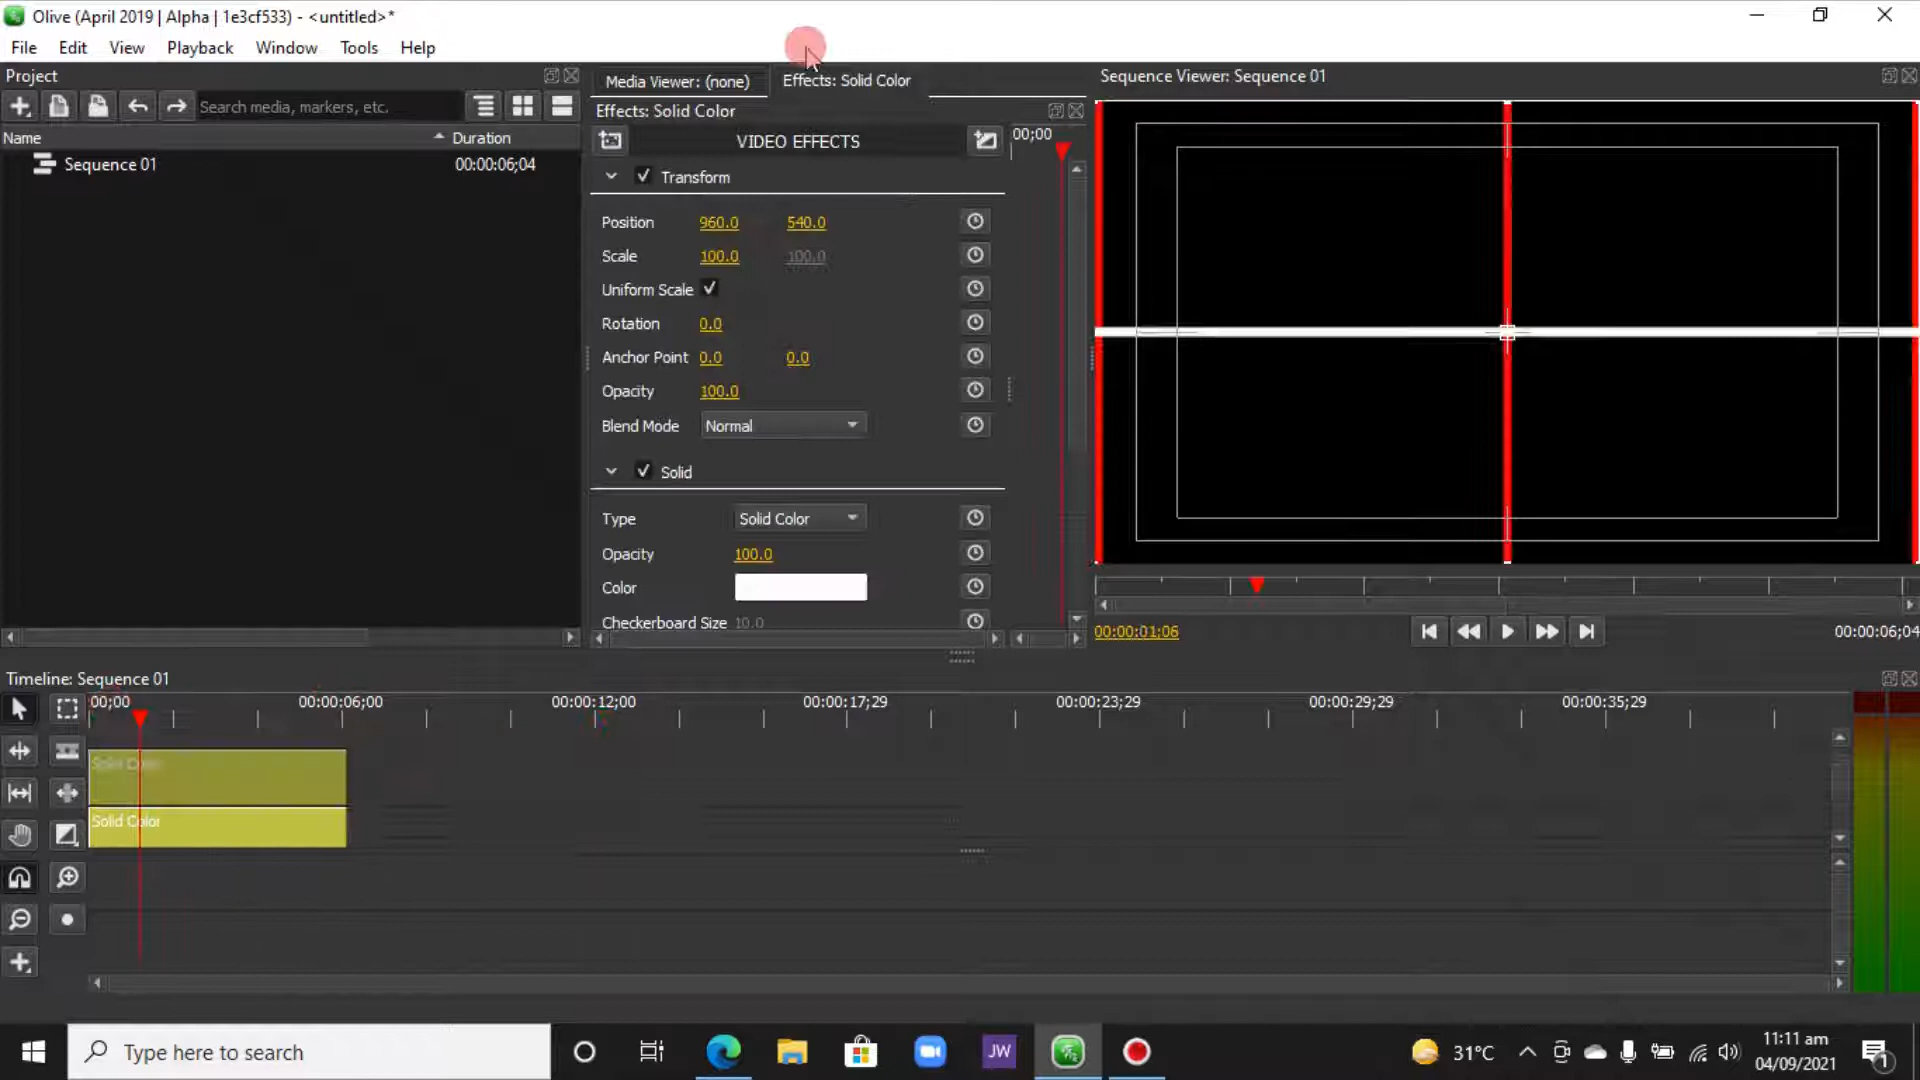 Olive (April 2019 | Alpha | 1e3cf533) - <untitled>*
File Edit View Playback Window Tools Help
Project
Media Viewer: (none)
Effects: Solid Color
Sequence Viewer: Sequence 01
Search media, markers, etc.
Effects: Solid Color
VIDEO EFFECTS
00;00
Name
Duration
Sequence 01
00:00:06;04
Transform
Position 960.0 540.0
Scale 100.0 100.0
Uniform Scale
Rotation 0.0
Anchor Point 0.0 0.0
Opacity 100.0
Blend Mode Normal
Solid
Type Solid Color
Opacity 100.0
Color
Checkerboard Size 10.0
00:00:01;06
00:00:06;04
Timeline: Sequence 01
00;00
00:00:06;00
00:00:12;00
00:00:17;29
00:00:23;29
00:00:29;29
00:00:35;29
Solid Color
Solid Color
Type here to search
JW
31°C
11:11 am
04/09/2021
1